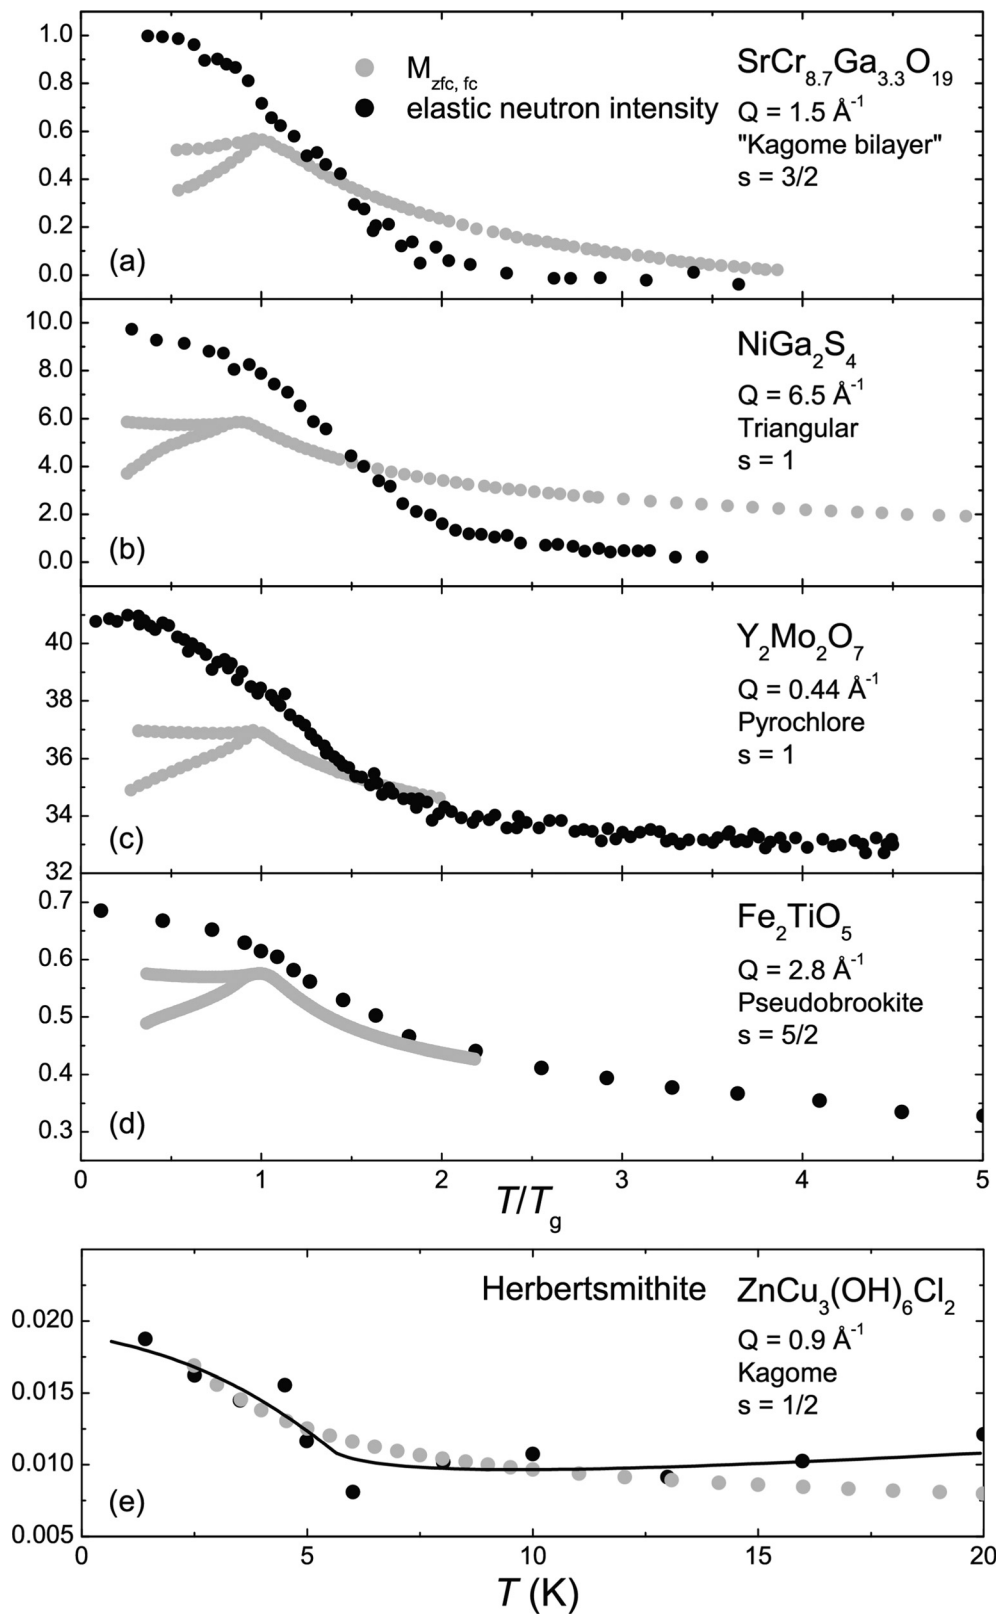 1.0
0.8
0.6
0.4
0.2
0.0
M zfc, fc
elastic neutron intensity
SrCr8.7Ga3.3O19
Q = 1.5 Å-1
"Kagome bilayer"
s = 3/2
(a)
10.0
8.0
6.0
4.0
2.0
0.0
NiGa2S4
Q = 6.5 Å-1
Triangular
s = 1
(b)
40
38
36
34
32
Y2Mo2O7
Q = 0.44 Å-1
Pyrochlore
s = 1
(c)
0.7
0.6
0.5
0.4
0.3
Fe2TiO5
Q = 2.8 Å-1
Pseudobrookite
s = 5/2
(d)
0 1 2 3 4 5
T/Tg
0.020
0.015
0.010
0.005
Herbertsmithite ZnCu3(OH)6Cl2
Q = 0.9 Å-1
Kagome
s = 1/2
(e)
0 5 10 15 20
T (K)